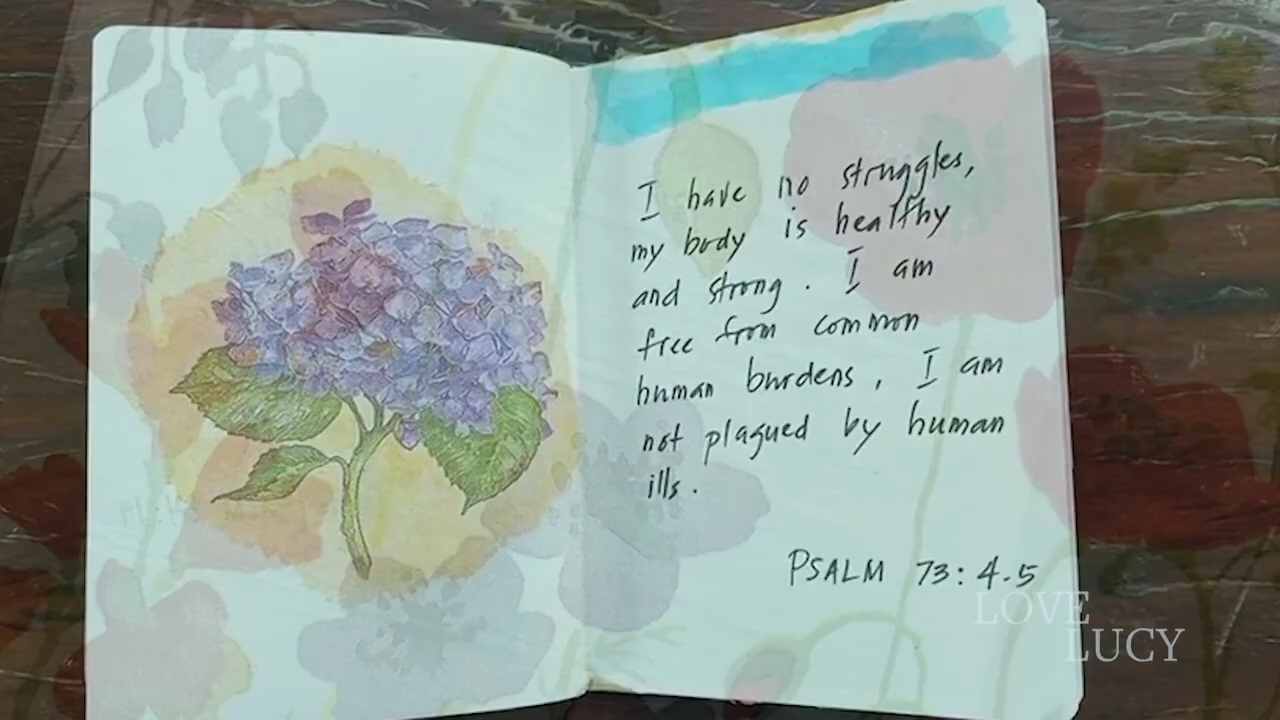 I have no struggles,
my body is healthy
and strong. I am
free from common
human burdens, I am
not plagued by human
ills.
PSALM 73:4-5
LOVE
LUCY